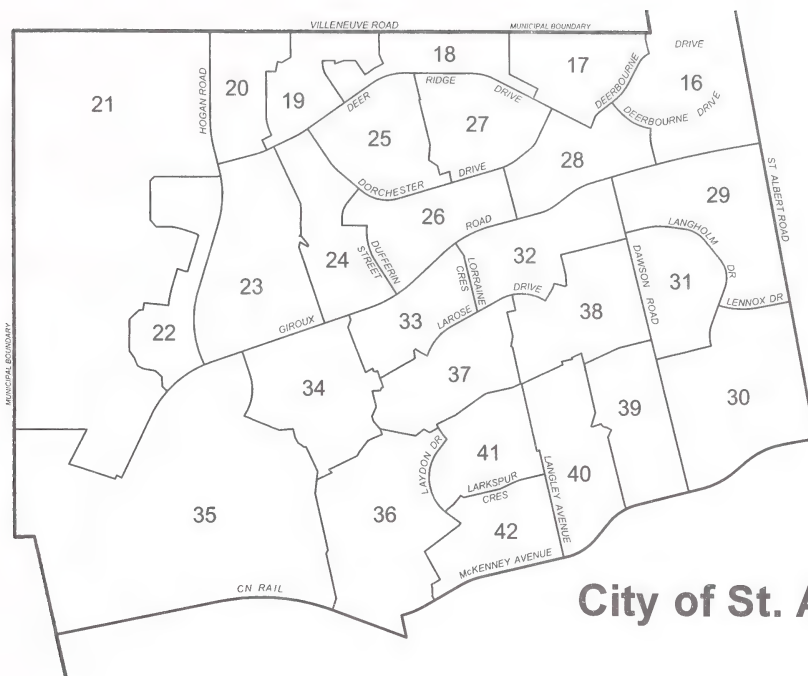 VILLENEUVE ROAD
MUNICIPAL BOUNDARY
18
17
DRIVE
16
21
HOGAN ROAD
20
19
DEER
RIDGE
DRIVE
DEERBOURNE
DEERBOURNE DRIVE
25
27
28
DORCHESTER
DRIVE
ST. ALBERT ROAD
29
26
ROAD
LANGHOLM
DR
24
DUFFERIN
STREET
32
LORRAINE
CRES
DRIVE
DAWSON ROAD
31
LENNOX DR
23
GIROUX
33
LAROSE
38
22
MUNICIPAL BOUNDARY
34
37
39
30
LAYDON DR
41
LARKSPUR
CRES
LANGLEY AVENUE
40
35
36
42
McKENNEY AVENUE
CN RAIL
City of St. A